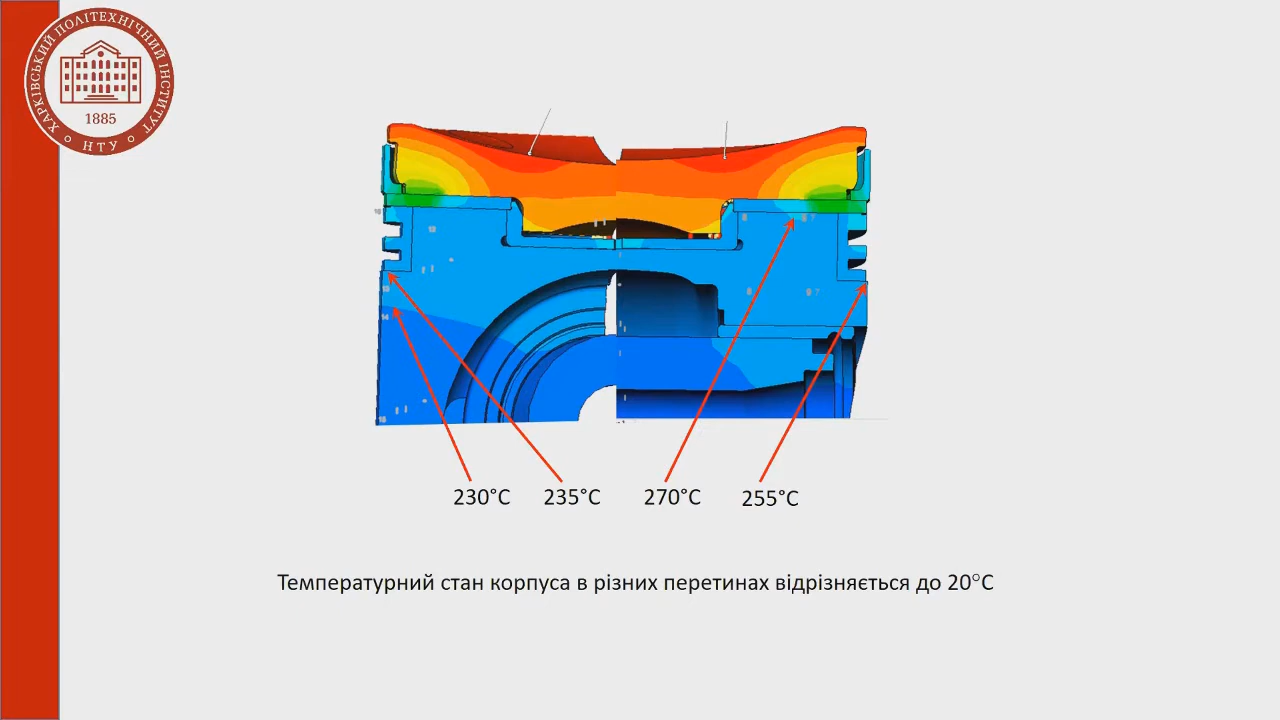 ХАРКІВСЬКИЙ ПОЛІТЕХНІЧНИЙ ІНСТИТУТ
1885
НТУ
230°C 235°C 270°C 255°C
Температурний стан корпуса в різних перетинах відрізняється до 20°С